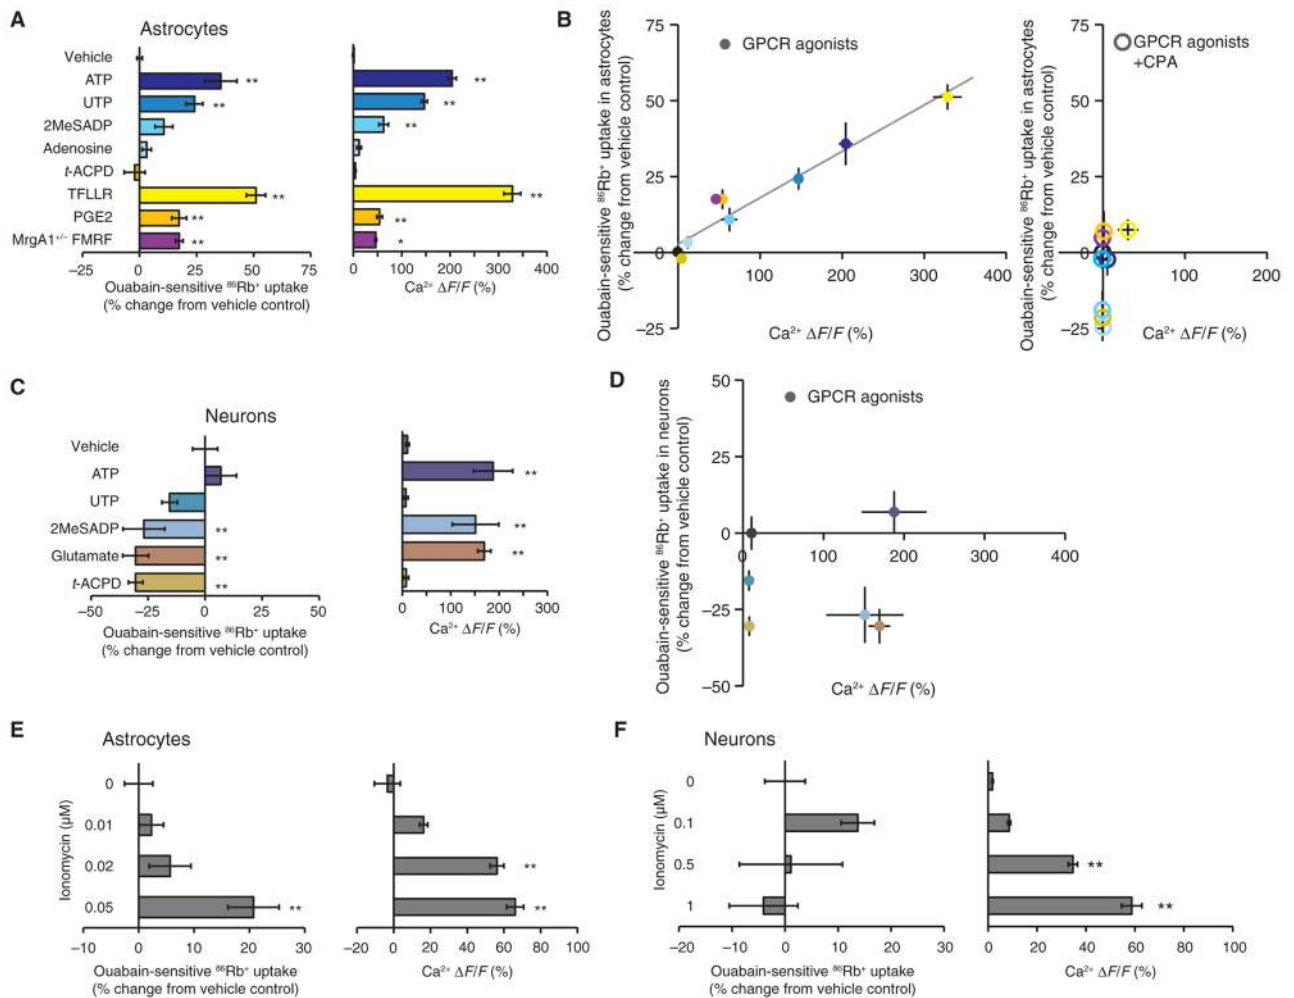 A
Astrocytes
Vehicle
ATP
UTP
2MeSADP
Adenosine
t-ACPD
TFLLR
PGE2
MrgA1⁺/⁻ FMRF
** 
**
**
**
**
−25 0 25 50 75
Ouabain-sensitive ⁸⁶Rb⁺ uptake
(% change from vehicle control)
**
**
**
**
**
*
0 100 200 300 400
Ca²⁺ ΔF/F (%)
B
Ouabain-sensitive ⁸⁶Rb⁺ uptake in astrocytes
(% change from vehicle control)
75
50
25
0
−25
GPCR agonists
100 200 300 400
Ca²⁺ ΔF/F (%)
Ouabain-sensitive ⁸⁶Rb⁺ uptake in astrocytes
(% change from vehicle control)
75
50
25
0
−25
GPCR agonists
+CPA
100 200
Ca²⁺ ΔF/F (%)
C
Neurons
Vehicle
ATP
UTP
2MeSADP
Glutamate
t-ACPD
**
**
**
−50 −25 0 25 50
Ouabain-sensitive ⁸⁶Rb⁺ uptake
(% change from vehicle control)
**
**
**
0 100 200 300
Ca²⁺ ΔF/F (%)
D
Ouabain-sensitive ⁸⁶Rb⁺ uptake in neurons
(% change from vehicle control)
50
25
0
−25
−50
GPCR agonists
0 100 200 300 400
Ca²⁺ ΔF/F (%)
E
Astrocytes
Ionomycin (µM)
0
0.01
0.02
0.05
**
−10 0 10 20 30
Ouabain-sensitive ⁸⁶Rb⁺ uptake
(% change from vehicle control)
**
**
−20 0 20 40 60 80 100
Ca²⁺ ΔF/F (%)
F
Neurons
Ionomycin (µM)
0
0.1
0.5
1
−20 −10 0 10 20 30
Ouabain-sensitive ⁸⁶Rb⁺ uptake
(% change from vehicle control)
**
**
0 20 40 60 80 100
Ca²⁺ ΔF/F (%)